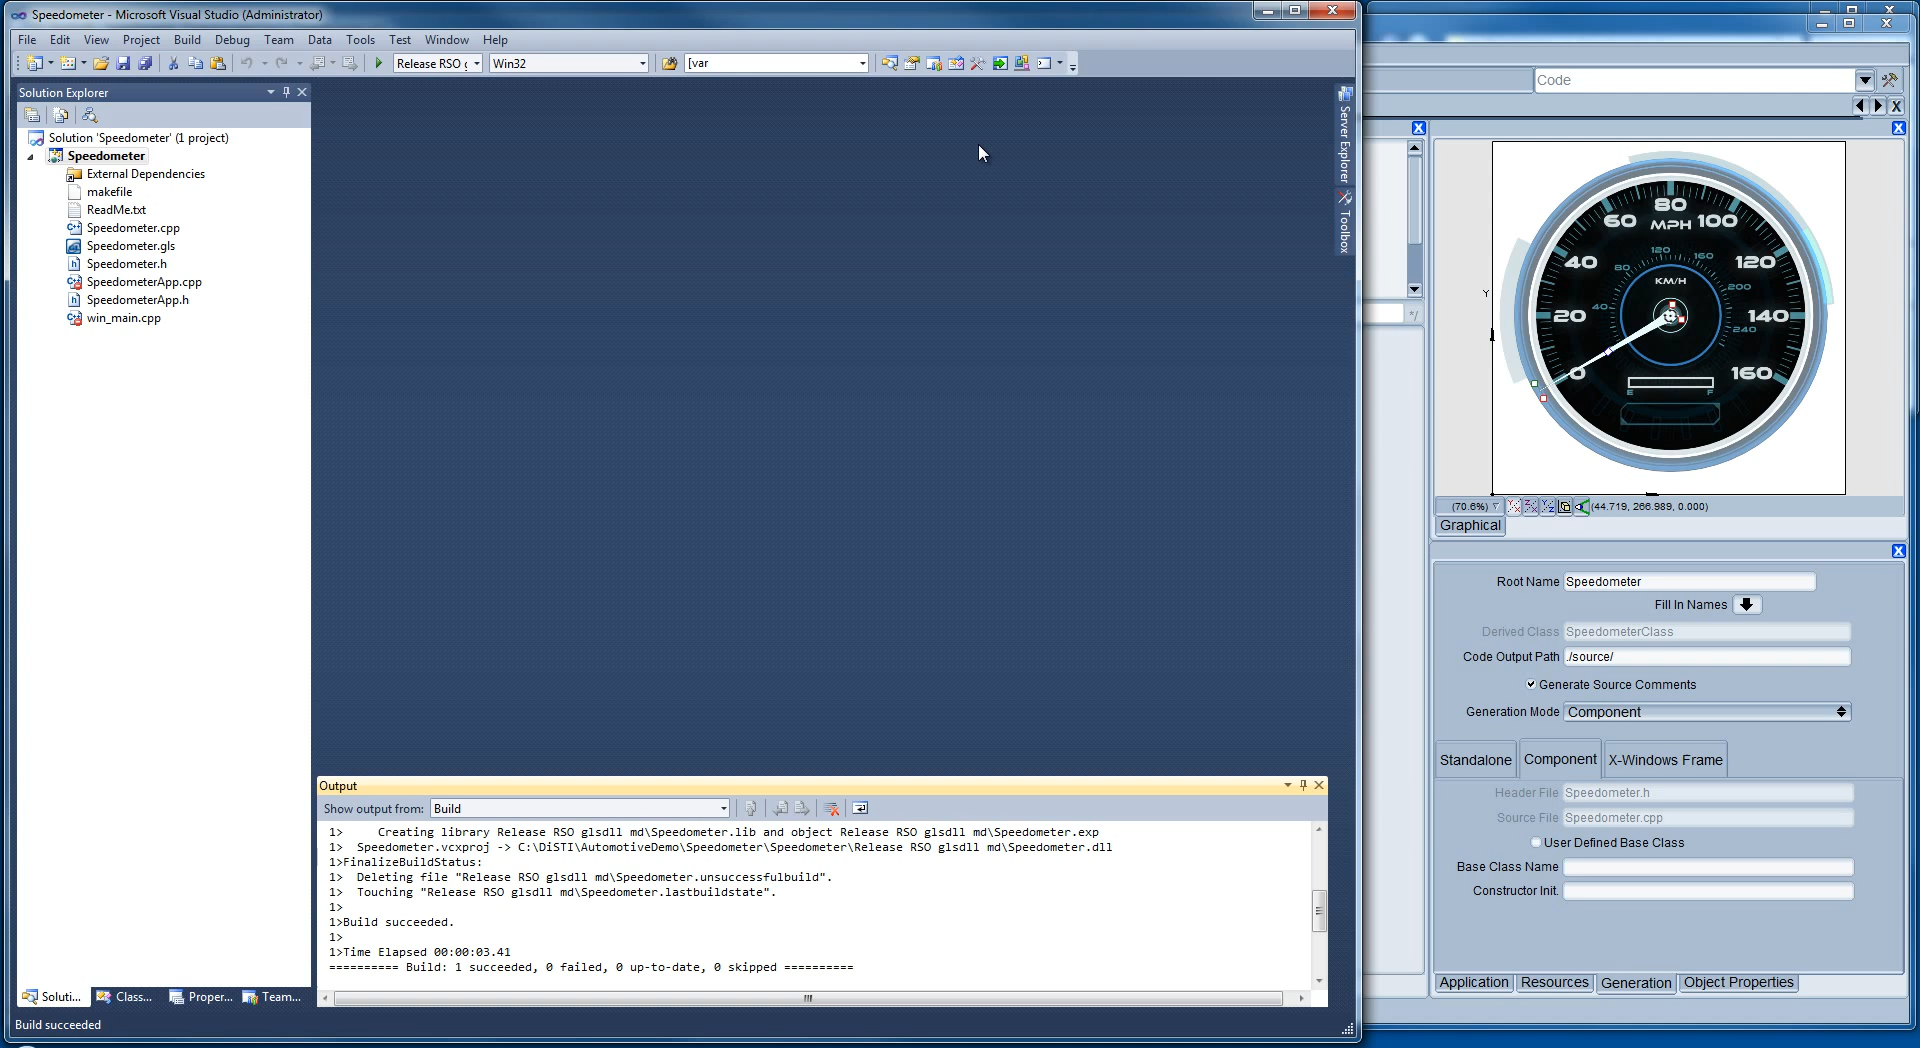 Speedometer - Microsoft Visual Studio (Administrator)
File Edit View Project Build Debug Team Data Tools Test Window Help
Release RSO
Win32
[var
Solution Explorer
Solution 'Speedometer' (1 project)
Speedometer
External Dependencies
makefile
ReadMe.txt
Speedometer.cpp
Speedometer.gls
Speedometer.h
SpeedometerApp.cpp
SpeedometerApp.h
win_main.cpp
Soluti...
Class...
Proper...
Team...
Server Explorer
Toolbox
Output
Show output from: Build
1>     Creating library Release RSO glsdll md\Speedometer.lib and object Release RSO glsdll md\Speedometer.exp
1>  Speedometer.vcxproj -> C:\DiSTI\AutomotiveDemo\Speedometer\Speedometer\Release RSO glsdll md\Speedometer.dll
1>FinalizeBuildStatus:
1>  Deleting file "Release RSO glsdll md\Speedometer.unsuccessfulbuild".
1>  Touching "Release RSO glsdll md\Speedometer.lastbuildstate".
1>
1>Build succeeded.
1>
1>Time Elapsed 00:00:03.41
========== Build: 1 succeeded, 0 failed, 0 up-to-date, 0 skipped ==========
Build succeeded
Code
*/
Y
80
60 MPH 100
40 120
20 140
0 160
120
80 160
KM/H
200
40
240
E F
(70.6%)
(44.719, 266.989, 0.000)
Graphical
Root Name Speedometer
Fill In Names
Derived Class SpeedometerClass
Code Output Path ./source/
Generate Source Comments
Generation Mode Component
Standalone Component X-Windows Frame
Header File Speedometer.h
Source File Speedometer.cpp
User Defined Base Class
Base Class Name
Constructor Init.
Application Resources Generation Object Properties